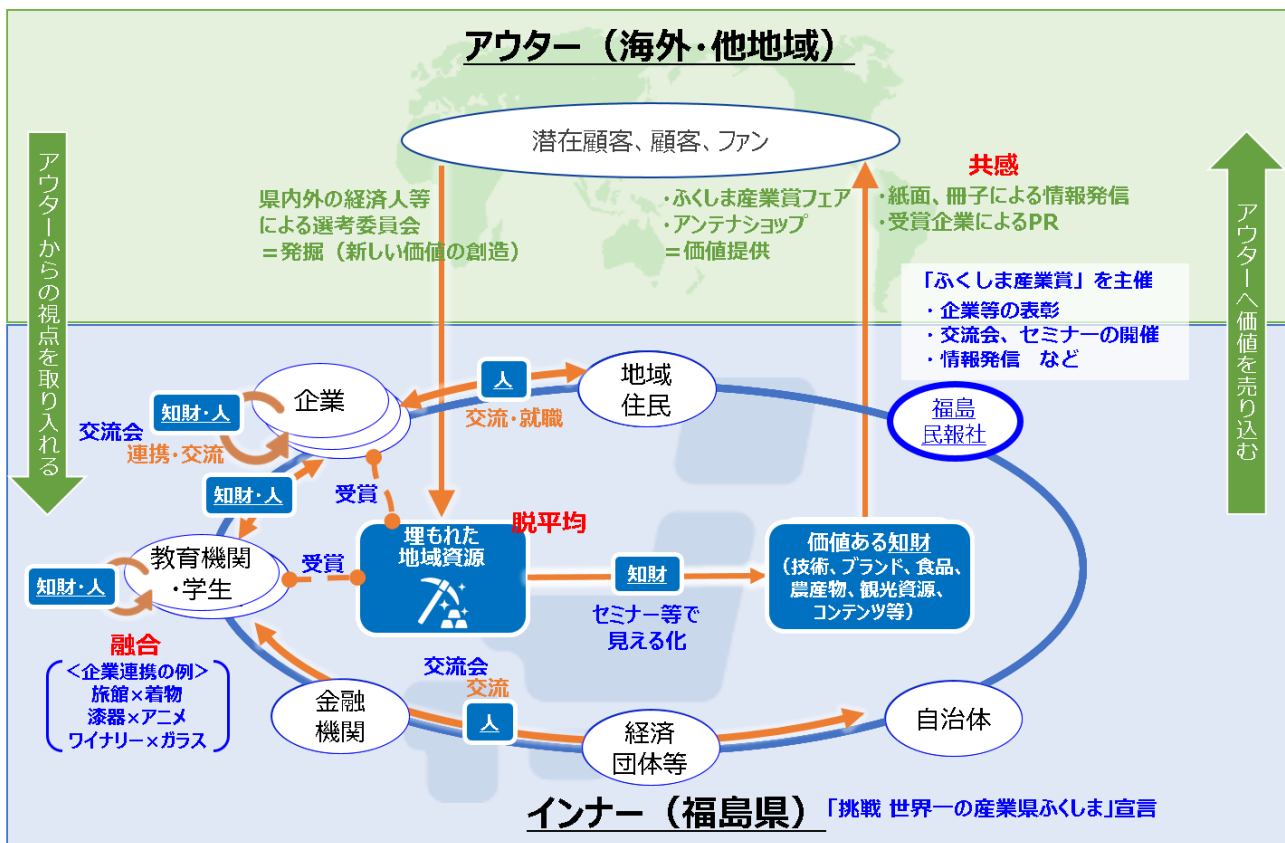 アウター（海外・他地域）
潜在顧客、顧客、ファン
アウターからの視点を取り入れる
県内外の経済人等
による選考委員会
＝発掘（新しい価値の創造）
・ふくしま産業賞フェア
・アンテナショップ
＝価値提供
共感
・紙面、冊子による情報発信
・受賞企業によるPR
アウターへ価値を売り込む
「ふくしま産業賞」を主催
・企業等の表彰
・交流会、セミナーの開催
・情報発信　など
企業
人
交流・就職
地域
住民
福島
民報社
知財・人
交流会
連携・交流
知財・人
受賞
脱平均
埋もれた
地域資源
教育機関
・学生
受賞
知財・人
知財
セミナー等で
見える化
価値ある知財
（技術、ブランド、食品、
農産物、観光資源、
コンテンツ等）
融合
＜企業連携の例＞
旅館×着物
漆器×アニメ
ワイナリー×ガラス
金融
機関
交流会
交流
人
経済
団体等
自治体
インナー（福島県）
「挑戦 世界一の産業県ふくしま」宣言